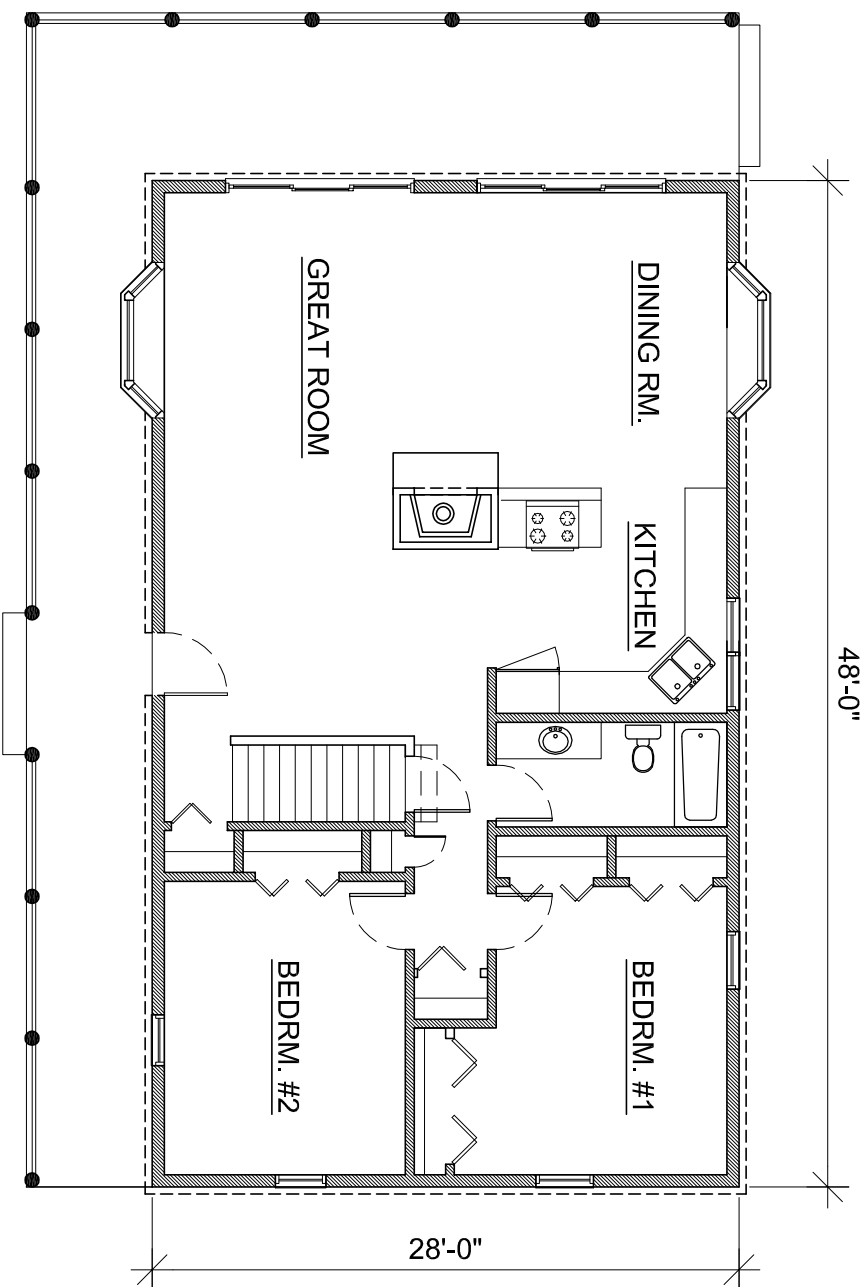 DINING RM.
GREAT ROOM
KITCHEN
BEDRM. #1
BEDRM. #2
48'-0"
28'-0"